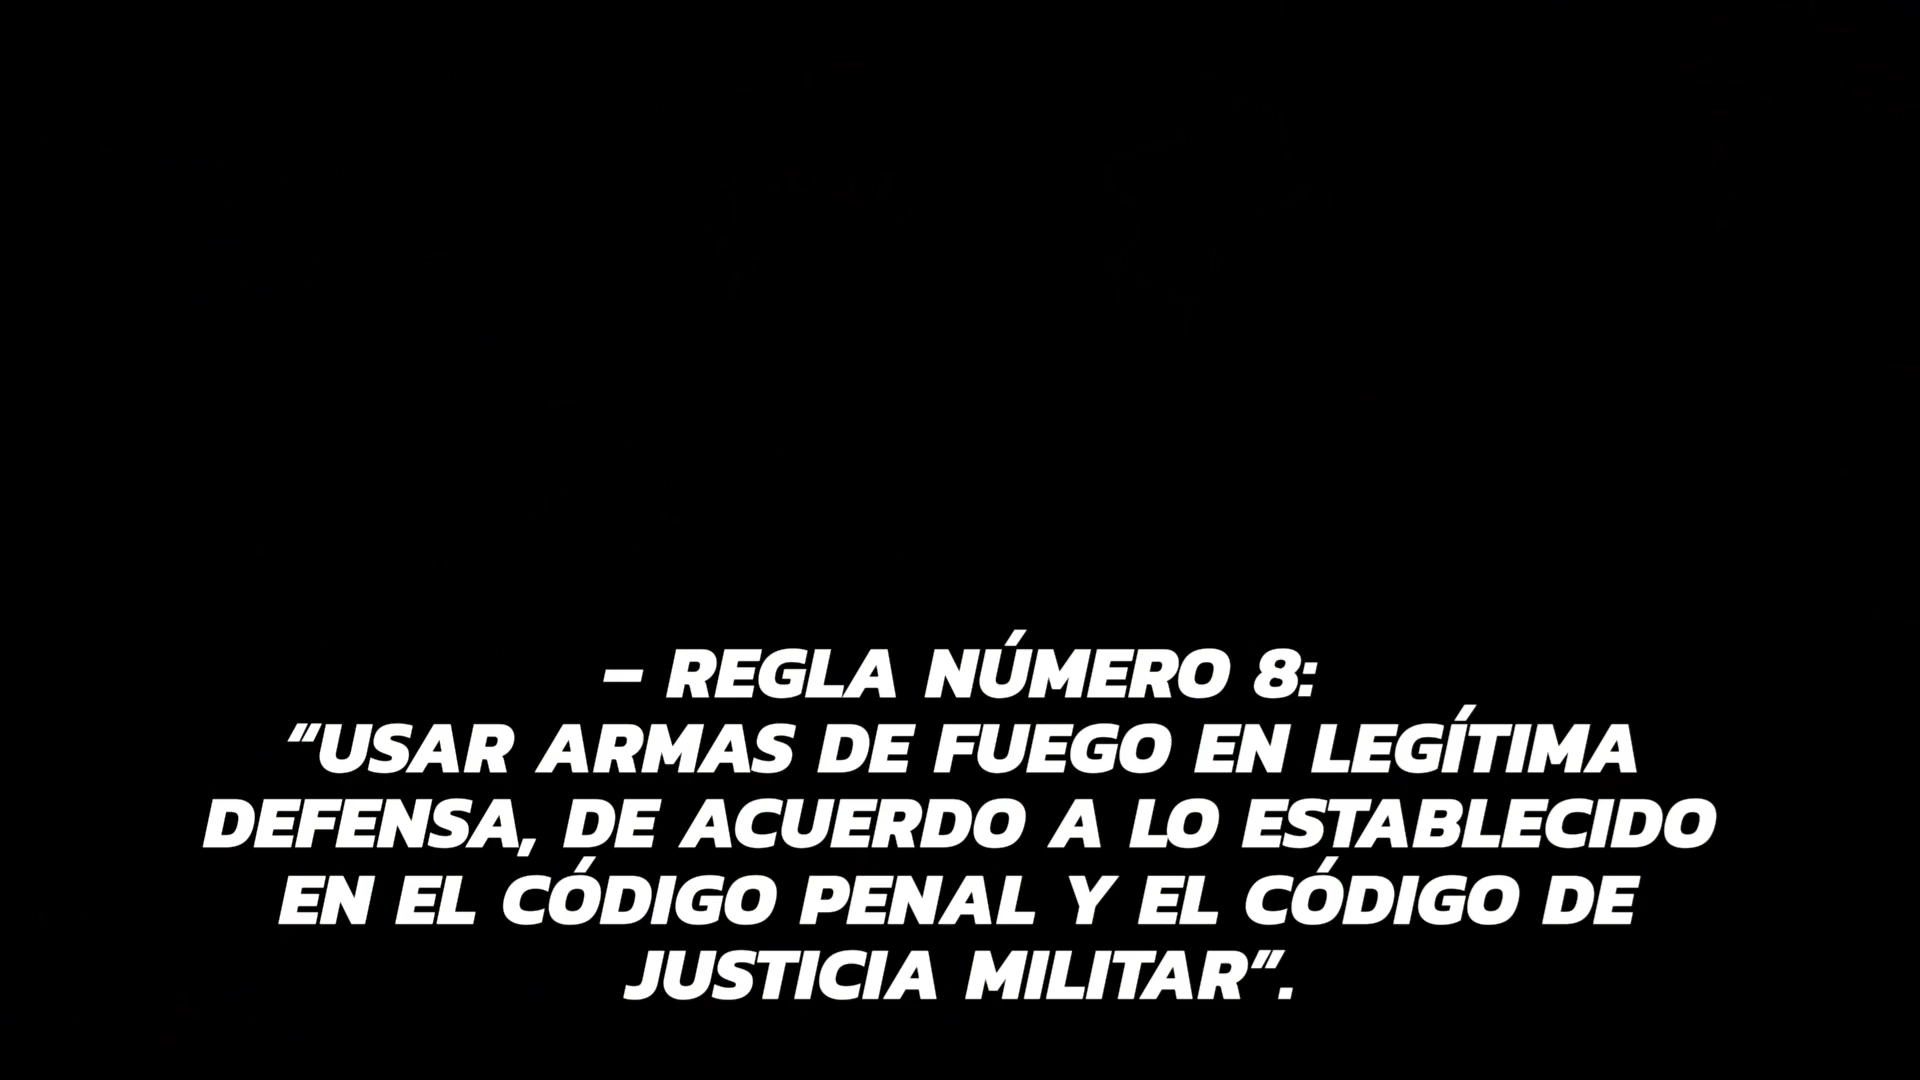 – REGLA NÚMERO 8:
“USAR ARMAS DE FUEGO EN LEGÍTIMA
DEFENSA, DE ACUERDO A LO ESTABLECIDO
EN EL CÓDIGO PENAL Y EL CÓDIGO DE
JUSTICIA MILITAR”.